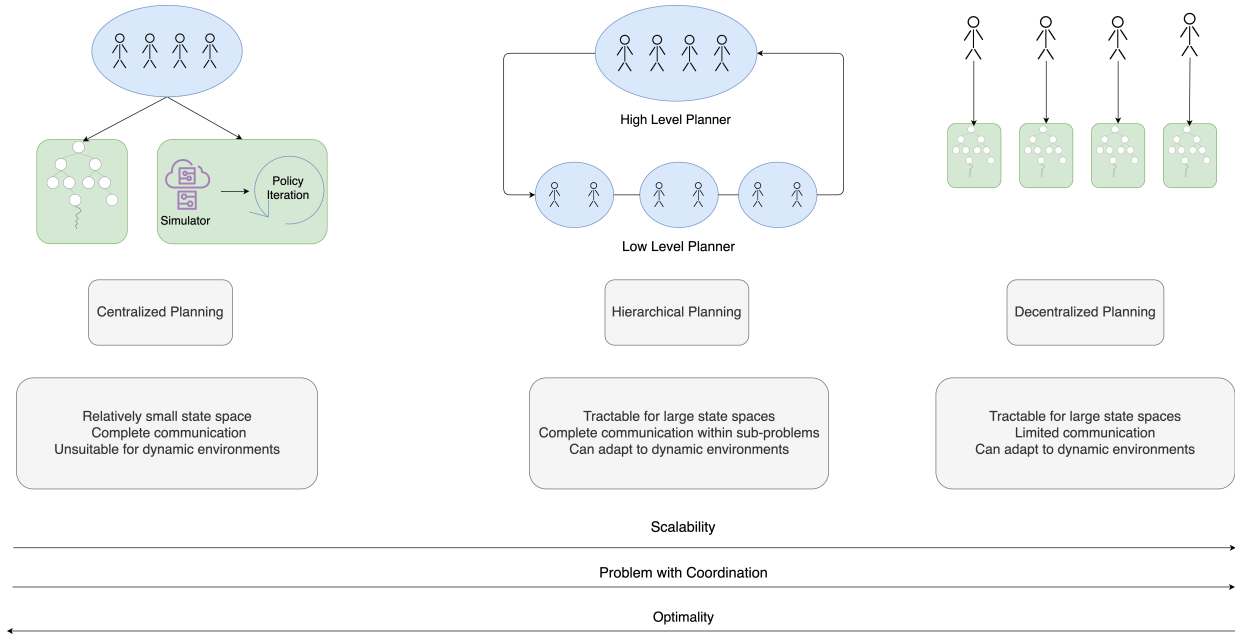 High Level Planner
Policy
Iteration
Simulator
Low Level Planner
Centralized Planning
Hierarchical Planning
Decentralized Planning
Relatively small state space
Complete communication
Unsuitable for dynamic environments
Tractable for large state spaces
Complete communication within sub-problems
Can adapt to dynamic environments
Tractable for large state spaces
Limited communication
Can adapt to dynamic environments
Scalability
Problem with Coordination
Optimality